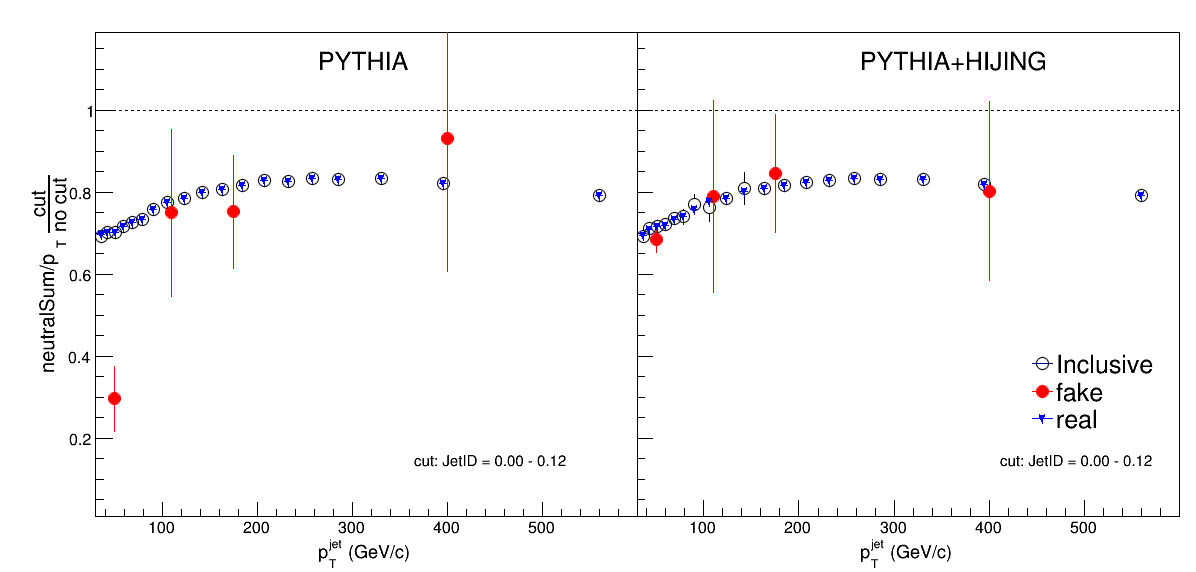 PYTHIA
PYTHIA+HIJING
neutralSum/p_T cut/no cut
1
0.8
0.6
0.4
0.2
Inclusive
fake
real
cut: JetID = 0.00 - 0.12
cut: JetID = 0.00 - 0.12
100 200 300 400 500
100 200 300 400 500
p_T^jet (GeV/c)
p_T^jet (GeV/c)